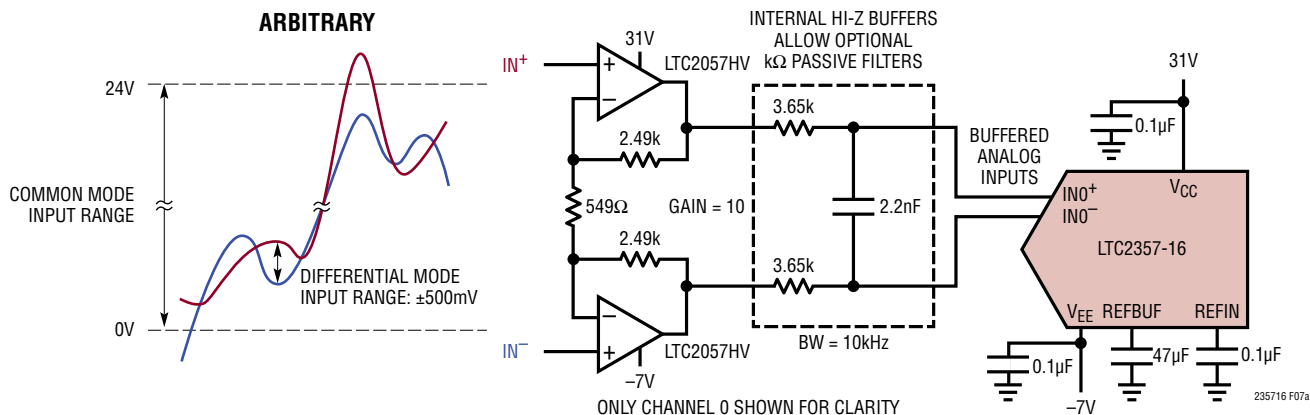 ARBITRARY
24V
COMMON MODE
INPUT RANGE
DIFFERENTIAL MODE
INPUT RANGE: ±500mV
0V
IN+
31V
LTC2057HV
2.49k
549Ω
GAIN = 10
2.49k
LTC2057HV
–7V
IN–
INTERNAL HI-Z BUFFERS
ALLOW OPTIONAL
kΩ PASSIVE FILTERS
3.65k
2.2nF
3.65k
BW = 10kHz
BUFFERED
ANALOG
INPUTS
31V
0.1µF
VCC
IN0+
IN0–
LTC2357-16
VEE
REFBUF
REFIN
0.1µF
47µF
0.1µF
–7V
ONLY CHANNEL 0 SHOWN FOR CLARITY
235716 F07a